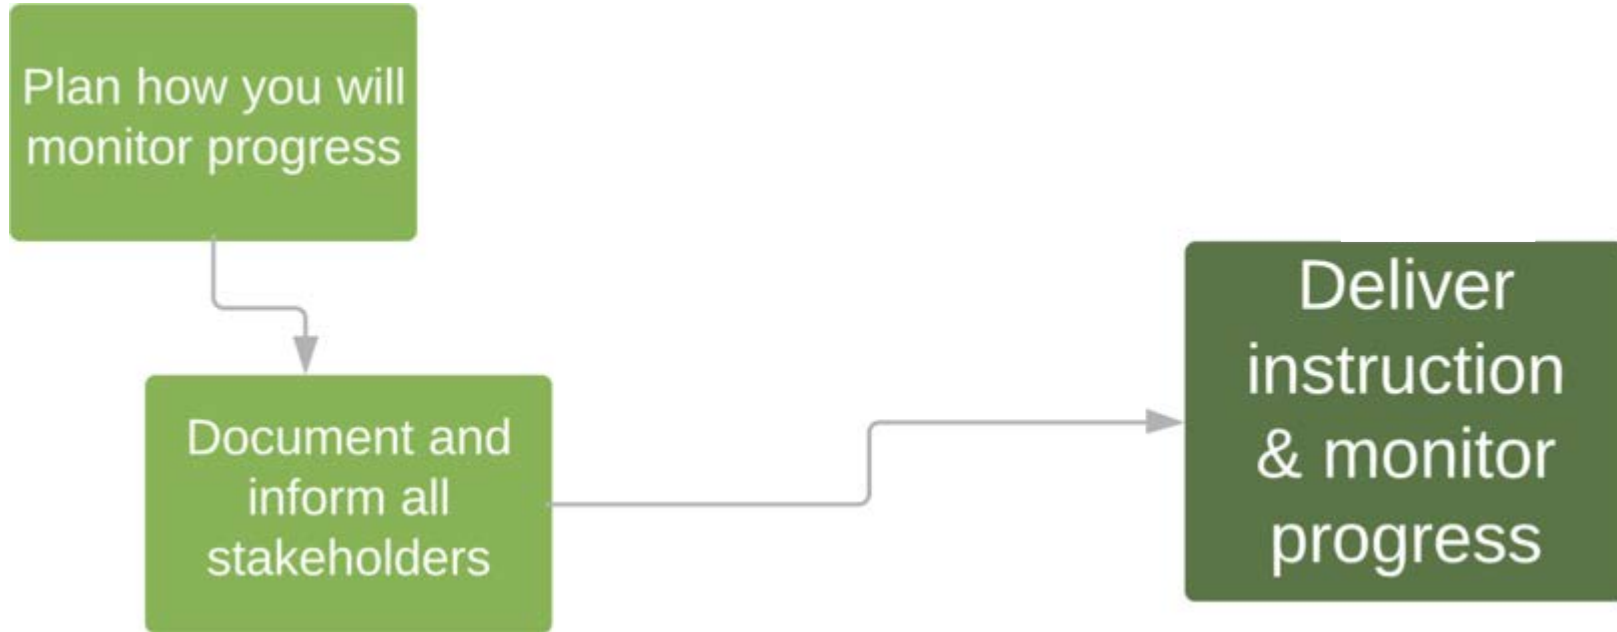 Plan how you will
monitor progress
Document and
inform all
stakeholders
Deliver
instruction
& monitor
progress